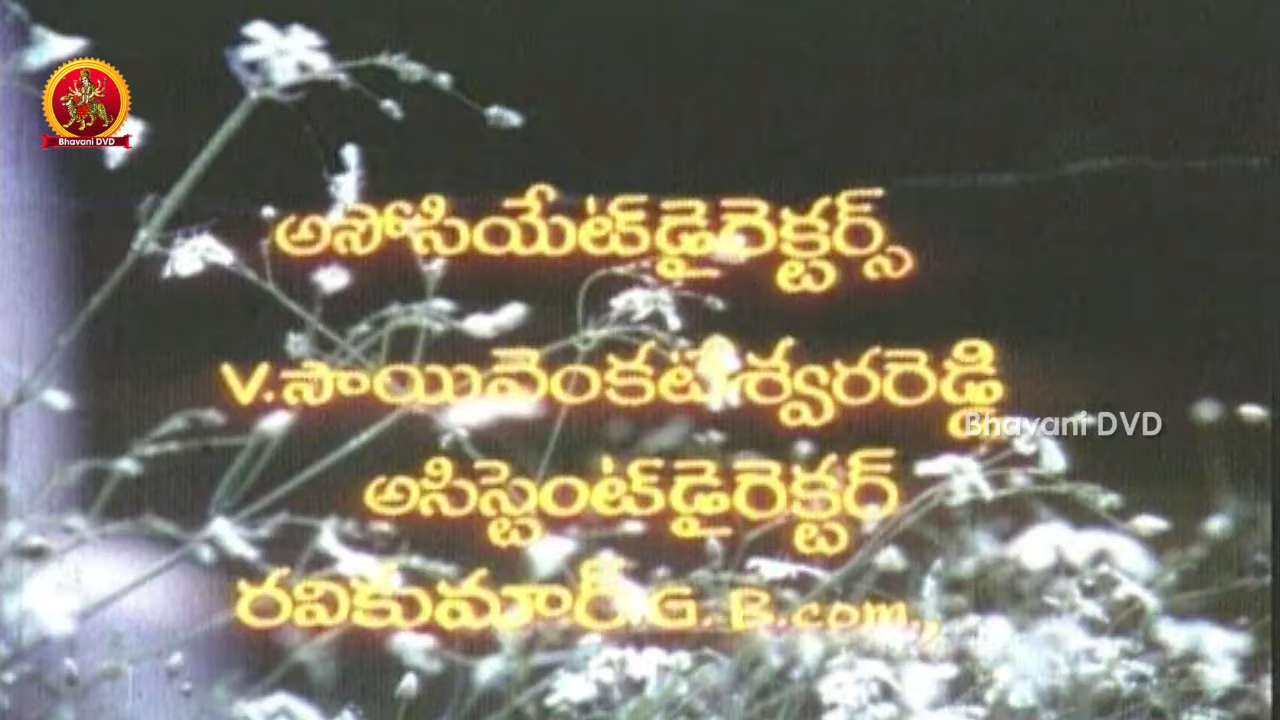 Bhavani DVD
అసోసియేట్ డైరెక్టర్స్
V. సాయివెంకటేశ్వరరెడ్డి
Bhavani DVD
అసిస్టెంట్ డైరెక్టర్
రవికుమార్.G. B.com.,